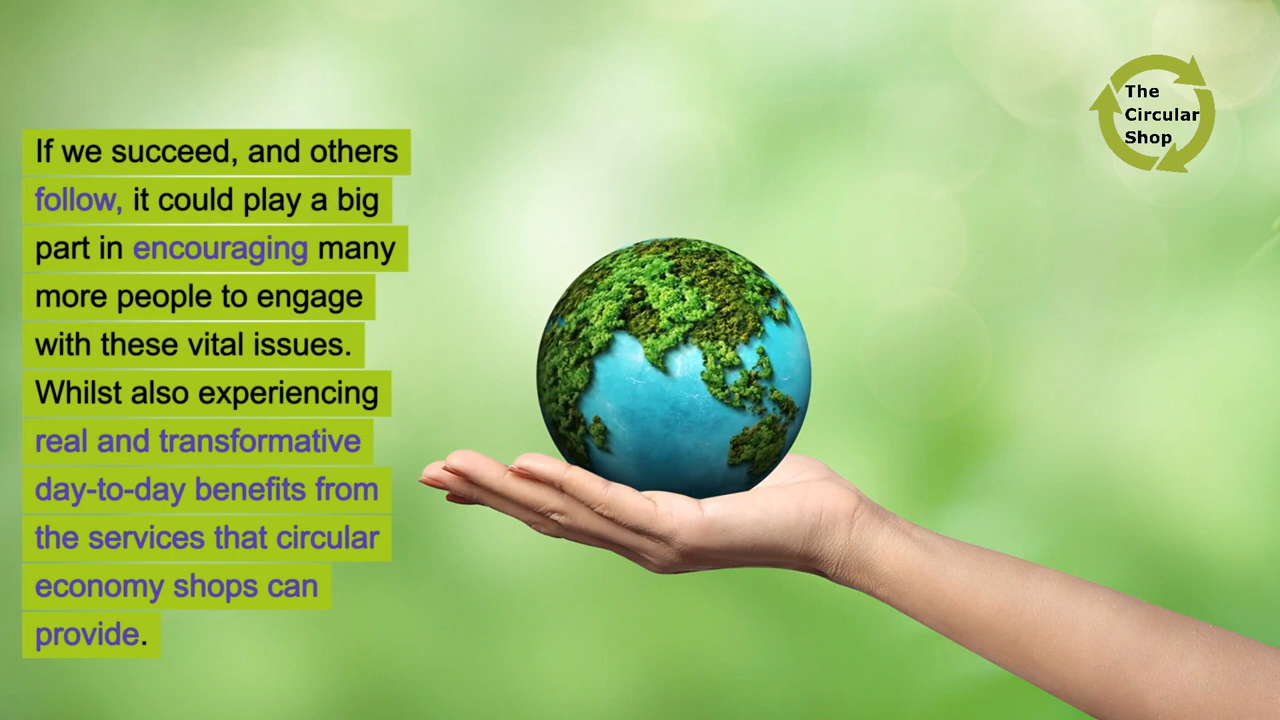 If we succeed, and others
follow, it could play a big
part in encouraging many
more people to engage
with these vital issues.
Whilst also experiencing
real and transformative
day-to-day benefits from
the services that circular
economy shops can
provide.
The
Circular
Shop